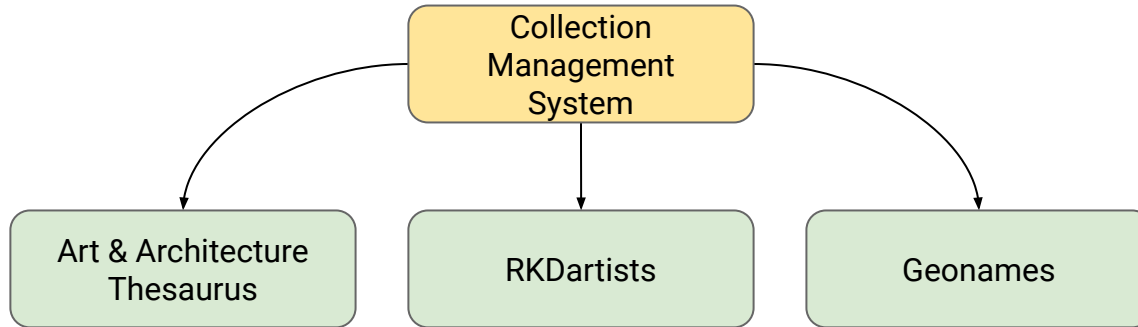 Collection
Management
System
Art & Architecture
Thesaurus
RKDartists
Geonames